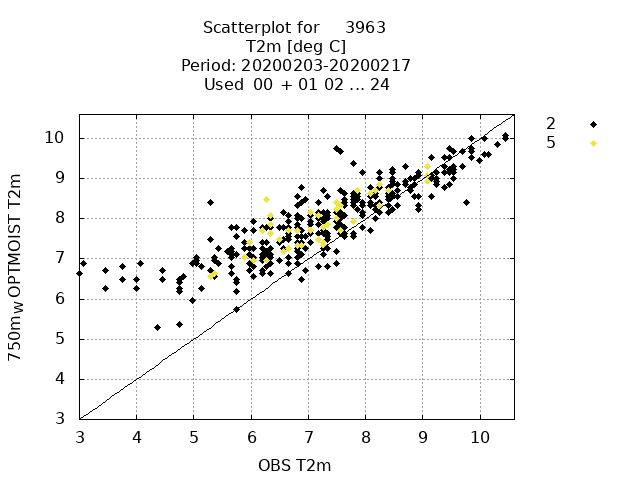 Scatterplot for 3963
T2m [deg C]
Period: 20200203-20200217
Used 00 + 01 02 ... 24
2
5
10
9
8
7
6
5
4
3
750m_W OPTMOIST T2m
3 4 5 6 7 8 9 10
OBS T2m